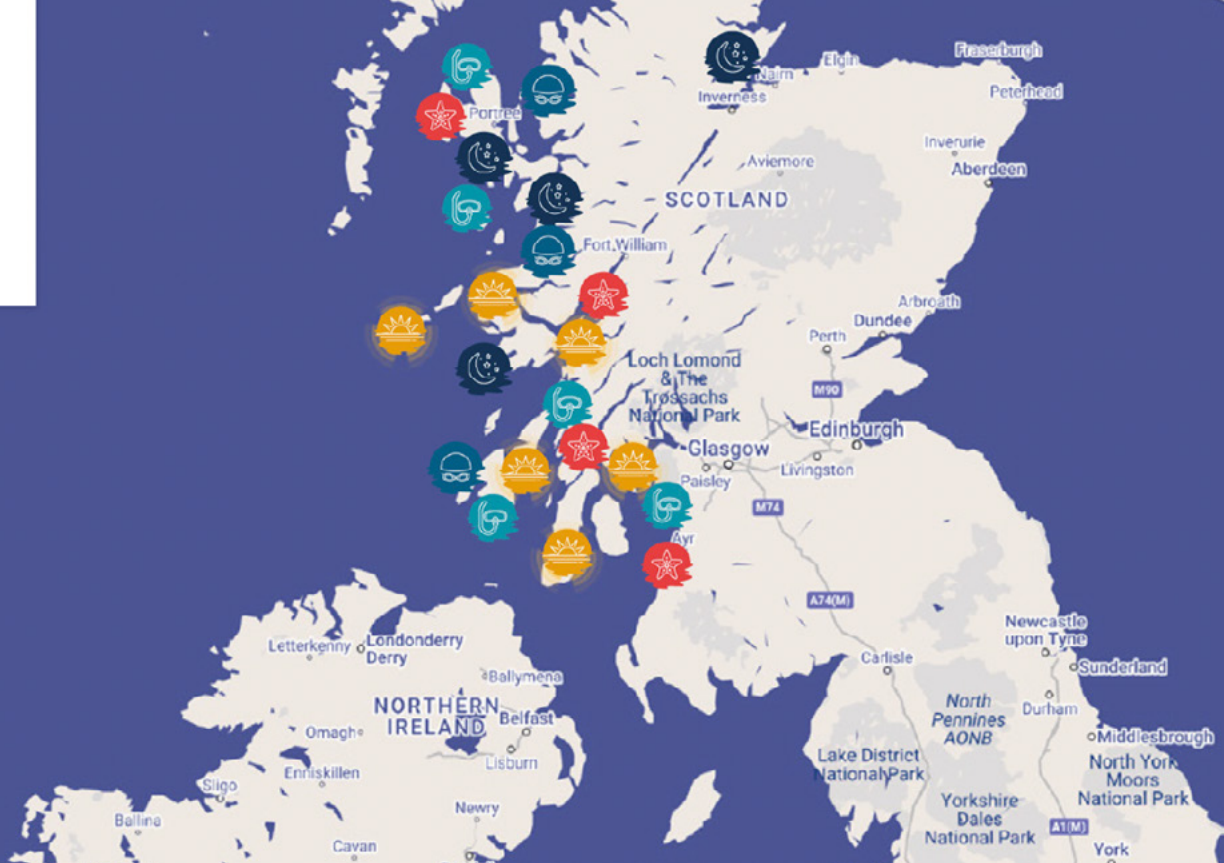 Fraserburgh
Elgin
Nairn
Peterhead
Inverness
Portree
Inverurie
Aviemore
Aberdeen
SCOTLAND
Fort William
Arbroath
Dundee
Perth
Loch Lomond
& The
Trossachs
National Park
M90
Edinburgh
Glasgow
Livingston
Paisley
M74
Ayr
A74(M)
Newcastle
upon Tyne
Londonderry
Derry
Letterkenny
Carlisle
Sunderland
Ballymena
NORTHERN
IRELAND
Belfast
North
Pennines
AONB
Durham
Omagh
Middlesbrough
Lisburn
Lake District
National Park
North York
Moors
National Park
Enniskillen
Sligo
Yorkshire
Dales
National Park
Newry
Ballina
A1(M)
Cavan
York